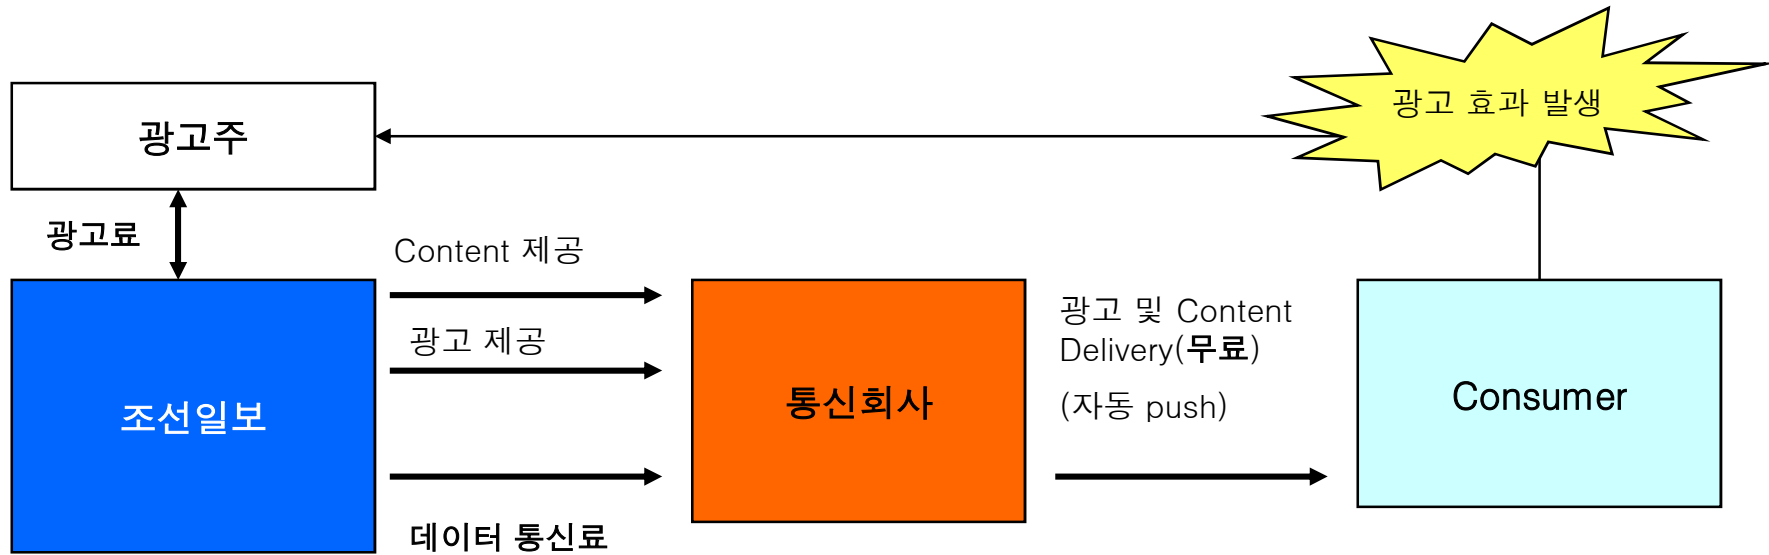 광고 효과 발생
광고주
광고료
Content 제공
광고 제공
조선일보
데이터 통신료
통신회사
광고 및 Content
Delivery(무료)
(자동 push)
Consumer